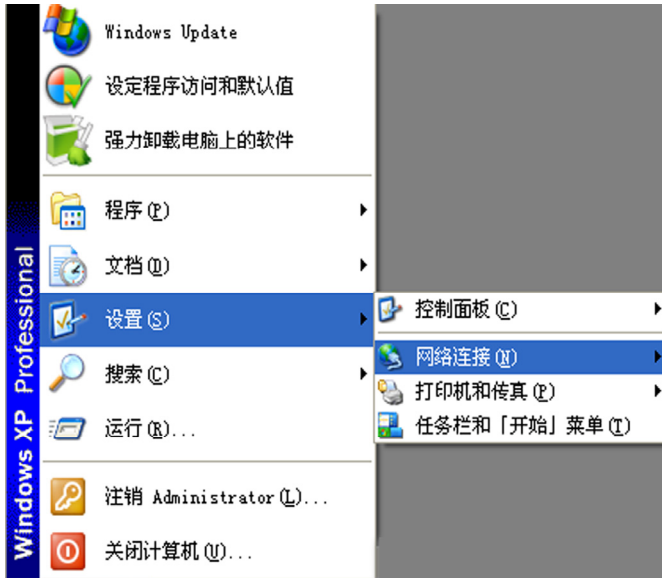 Windows Update
设定程序访问和默认值
强力卸载电脑上的软件
程序(P)
文档(D)
设置(S)
搜索(C)
运行(R)...
注销 Administrator(L)...
关闭计算机(U)...
控制面板(C)
网络连接(N)
打印机和传真(P)
任务栏和「开始」菜单(T)
Windows XP Professional